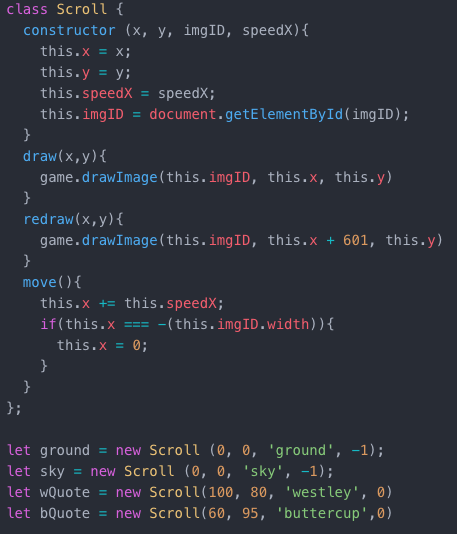 class Scroll {
  constructor (x, y, imgID, speedX){
    this.x = x;
    this.y = y;
    this.speedX = speedX;
    this.imgID = document.getElementById(imgID);
  }
  draw(x,y){
    game.drawImage(this.imgID, this.x, this.y)
  }
  redraw(x,y){
    game.drawImage(this.imgID, this.x + 601, this.y)
  }
  move(){
    this.x += this.speedX;
    if(this.x === -(this.imgID.width)){
      this.x = 0;
    }
  }
};

let ground = new Scroll (0, 0, 'ground', -1);
let sky = new Scroll (0, 0, 'sky', -1);
let wQuote = new Scroll(100, 80, 'westley', 0)
let bQuote = new Scroll(60, 95, 'buttercup',0)